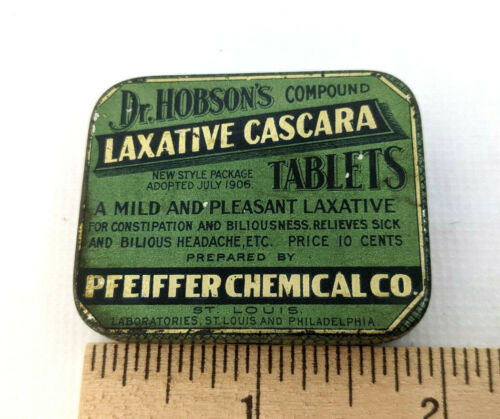 Dr. HOBSON'S COMPOUND
LAXATIVE CASCARA
NEW STYLE PACKAGE
ADOPTED JULY 1906.
TABLETS
A MILD AND PLEASANT LAXATIVE
FOR CONSTIPATION AND BILIOUSNESS. RELIEVES SICK
AND BILIOUS HEADACHE, ETC. PRICE 10 CENTS
PREPARED BY
PFEIFFER CHEMICAL CO.
ST. LOUIS.
LABORATORIES, ST. LOUIS AND PHILADELPHIA.
1
2